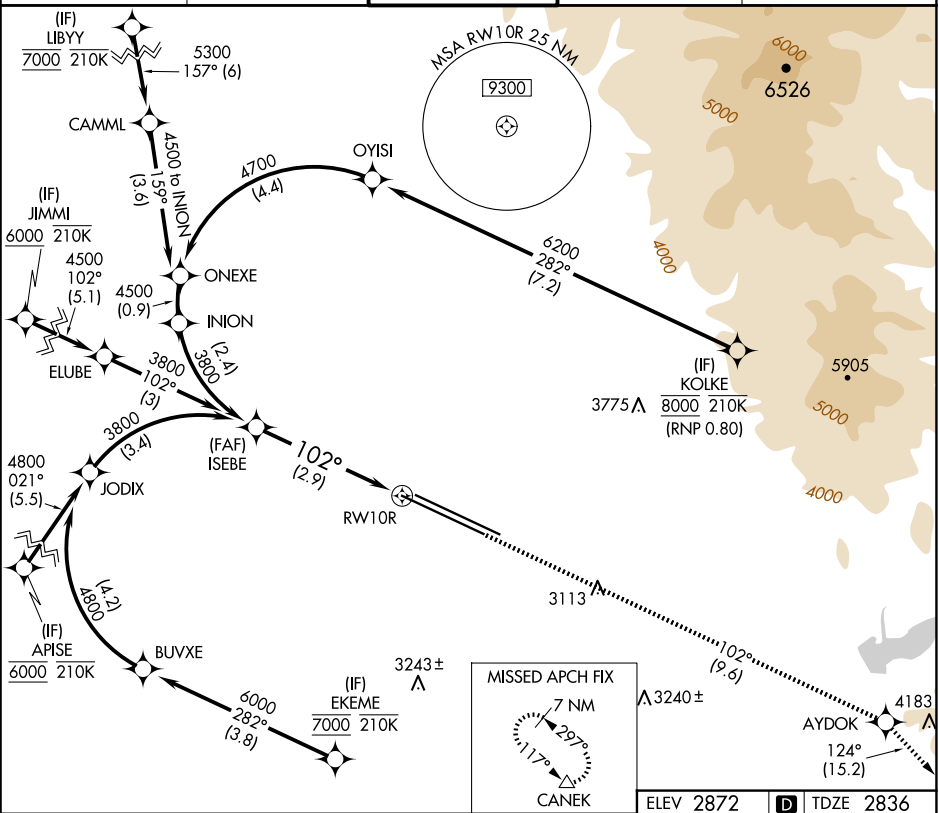 (IF)
LIBYY
7000 210K
5300
157° (6)
CAMML
4500 to INION
159°
(3.6)
MSA RW10R 25 NM
9300
6000
6526
5000
OYISI
4700
(4.4)
(IF)
JIMMI
6000 210K
4500
102°
(5.1)
6200
282°
(7.2)
4000
ONEXE
4500
(0.9)
INION
(2.4)
3800
ELUBE
3800
102°
(3)
(IF)
KOLKE
8000 210K
(RNP 0.80)
3775
5905
5000
4000
3800
(3.4)
(FAF)
ISEBE
102°
(2.9)
4800
021°
(5.5)
JODIX
RW10R
(4.2)
4800
3113
(IF)
APISE
6000 210K
BUVXE
6000
282°
(3.8)
3243±
(IF)
EKEME
7000 210K
MISSED APCH FIX
7 NM
297°
117°
CANEK
3240±
102°
(9.6)
AYDOK
4183
124°
(15.2)
ELEV 2872
D
TDZE 2836